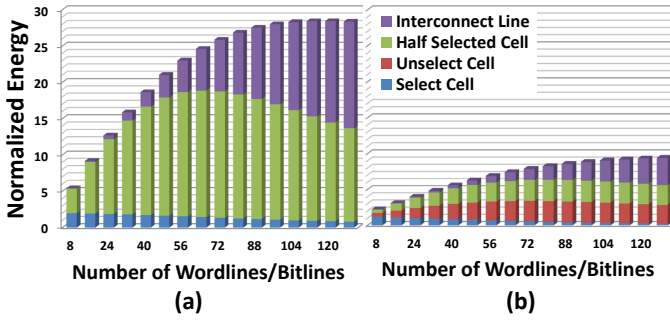 Normalized Energy
30
25
20
15
10
5
0
8 24 40 56 72 88 104 120
Number of Wordlines/Bitlines
(a)
Interconnect Line
Half Selected Cell
Unselect Cell
Select Cell
8 24 40 56 72 88 104 120
Number of Wordlines/Bitlines
(b)